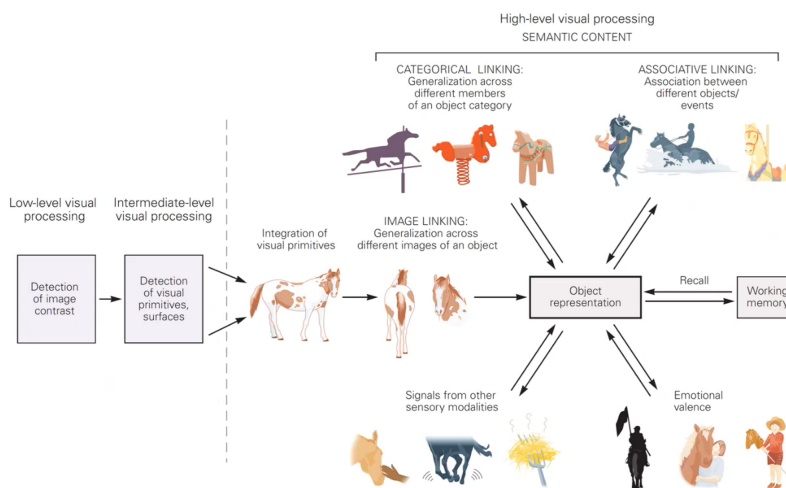 High-level visual processing
SEMANTIC CONTENT
CATEGORICAL LINKING:
Generalization across
different members
of an object category
ASSOCIATIVE LINKING:
Association between
different objects/
events
Low-level visual
processing
Intermediate-level
visual processing
Integration of
visual primitives
IMAGE LINKING:
Generalization across
different images of an object
Detection
of image
contrast
Detection
of visual
primitives,
surfaces
Object
representation
Recall
Working
memory
Signals from other
sensory modalities
Emotional
valence